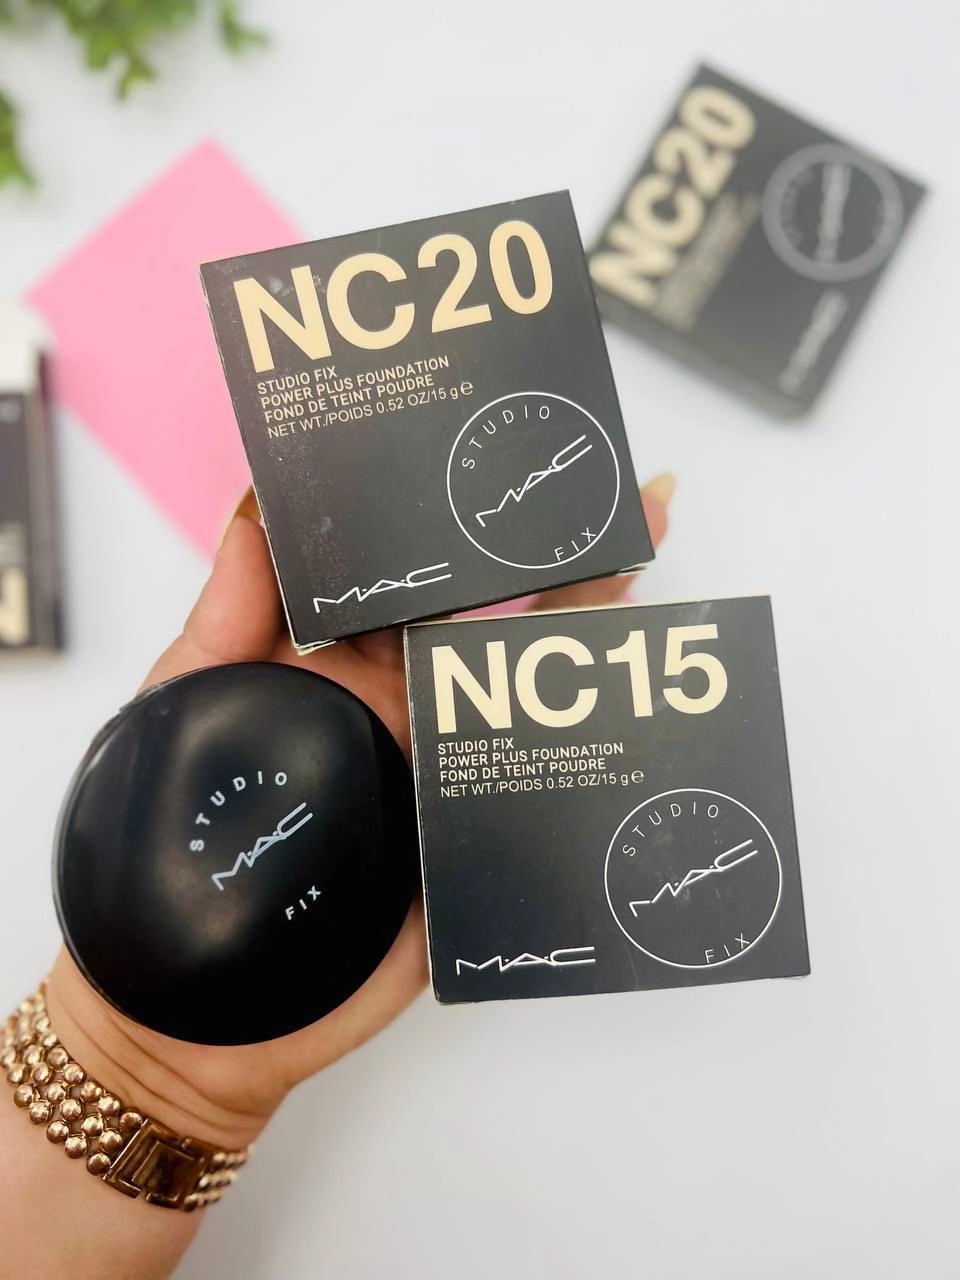 NC20
STUDIO FIX
POWER PLUS FOUNDATION
FOND DE TEINT POUDRE
NET WT./POIDS 0.52 OZ/15 g ℮
STUDIO
M·A·C
FIX
M·A·C
NC15
STUDIO FIX
POWER PLUS FOUNDATION
FOND DE TEINT POUDRE
NET WT./POIDS 0.52 OZ/15 g ℮
STUDIO
M·A·C
FIX
M·A·C
STUDIO
M·A·C
FIX
NC20